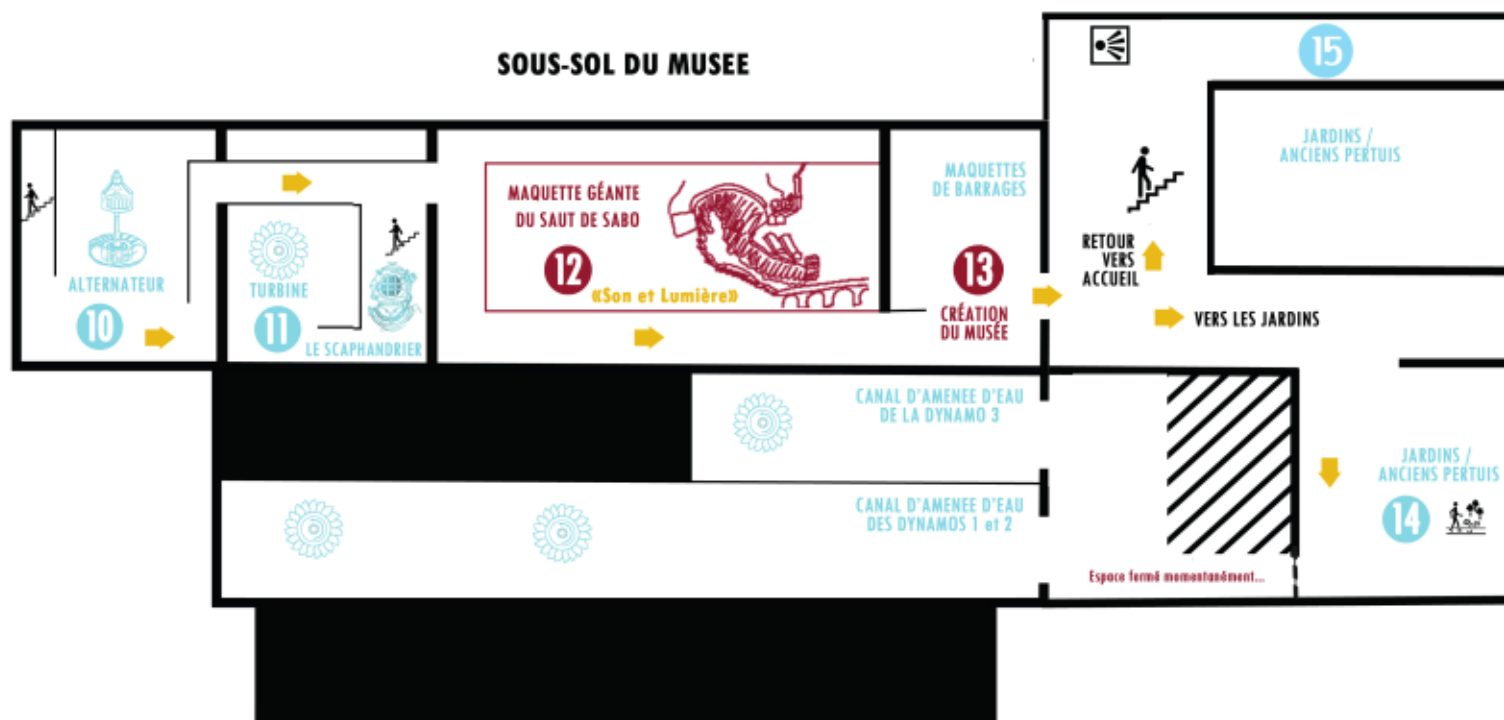 SOUS-SOL DU MUSEE
15
JARDINS /
ANCIENS PERTUIS
MAQUETTE GÉANTE
DU SAUT DE SABO
12
«Son et Lumière»
MAQUETTES
DE BARRAGES
13
CRÉATION
DU MUSÉE
RETOUR
VERS
ACCUEIL
VERS LES JARDINS
ALTERNATEUR
10
TURBINE
11
LE SCAPHANDRIER
CANAL D'AMENEE D'EAU
DE LA DYNAMO 3
CANAL D'AMENEE D'EAU
DES DYNAMOS 1 et 2
JARDINS /
ANCIENS PERTUIS
14
Espace fermé momentanément...